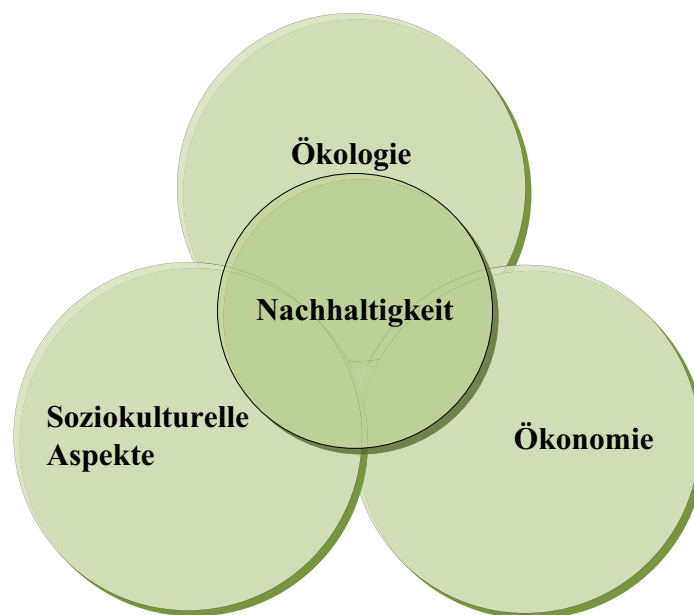 Ökologie
Nachhaltigkeit
Soziokulturelle
Aspekte
Ökonomie